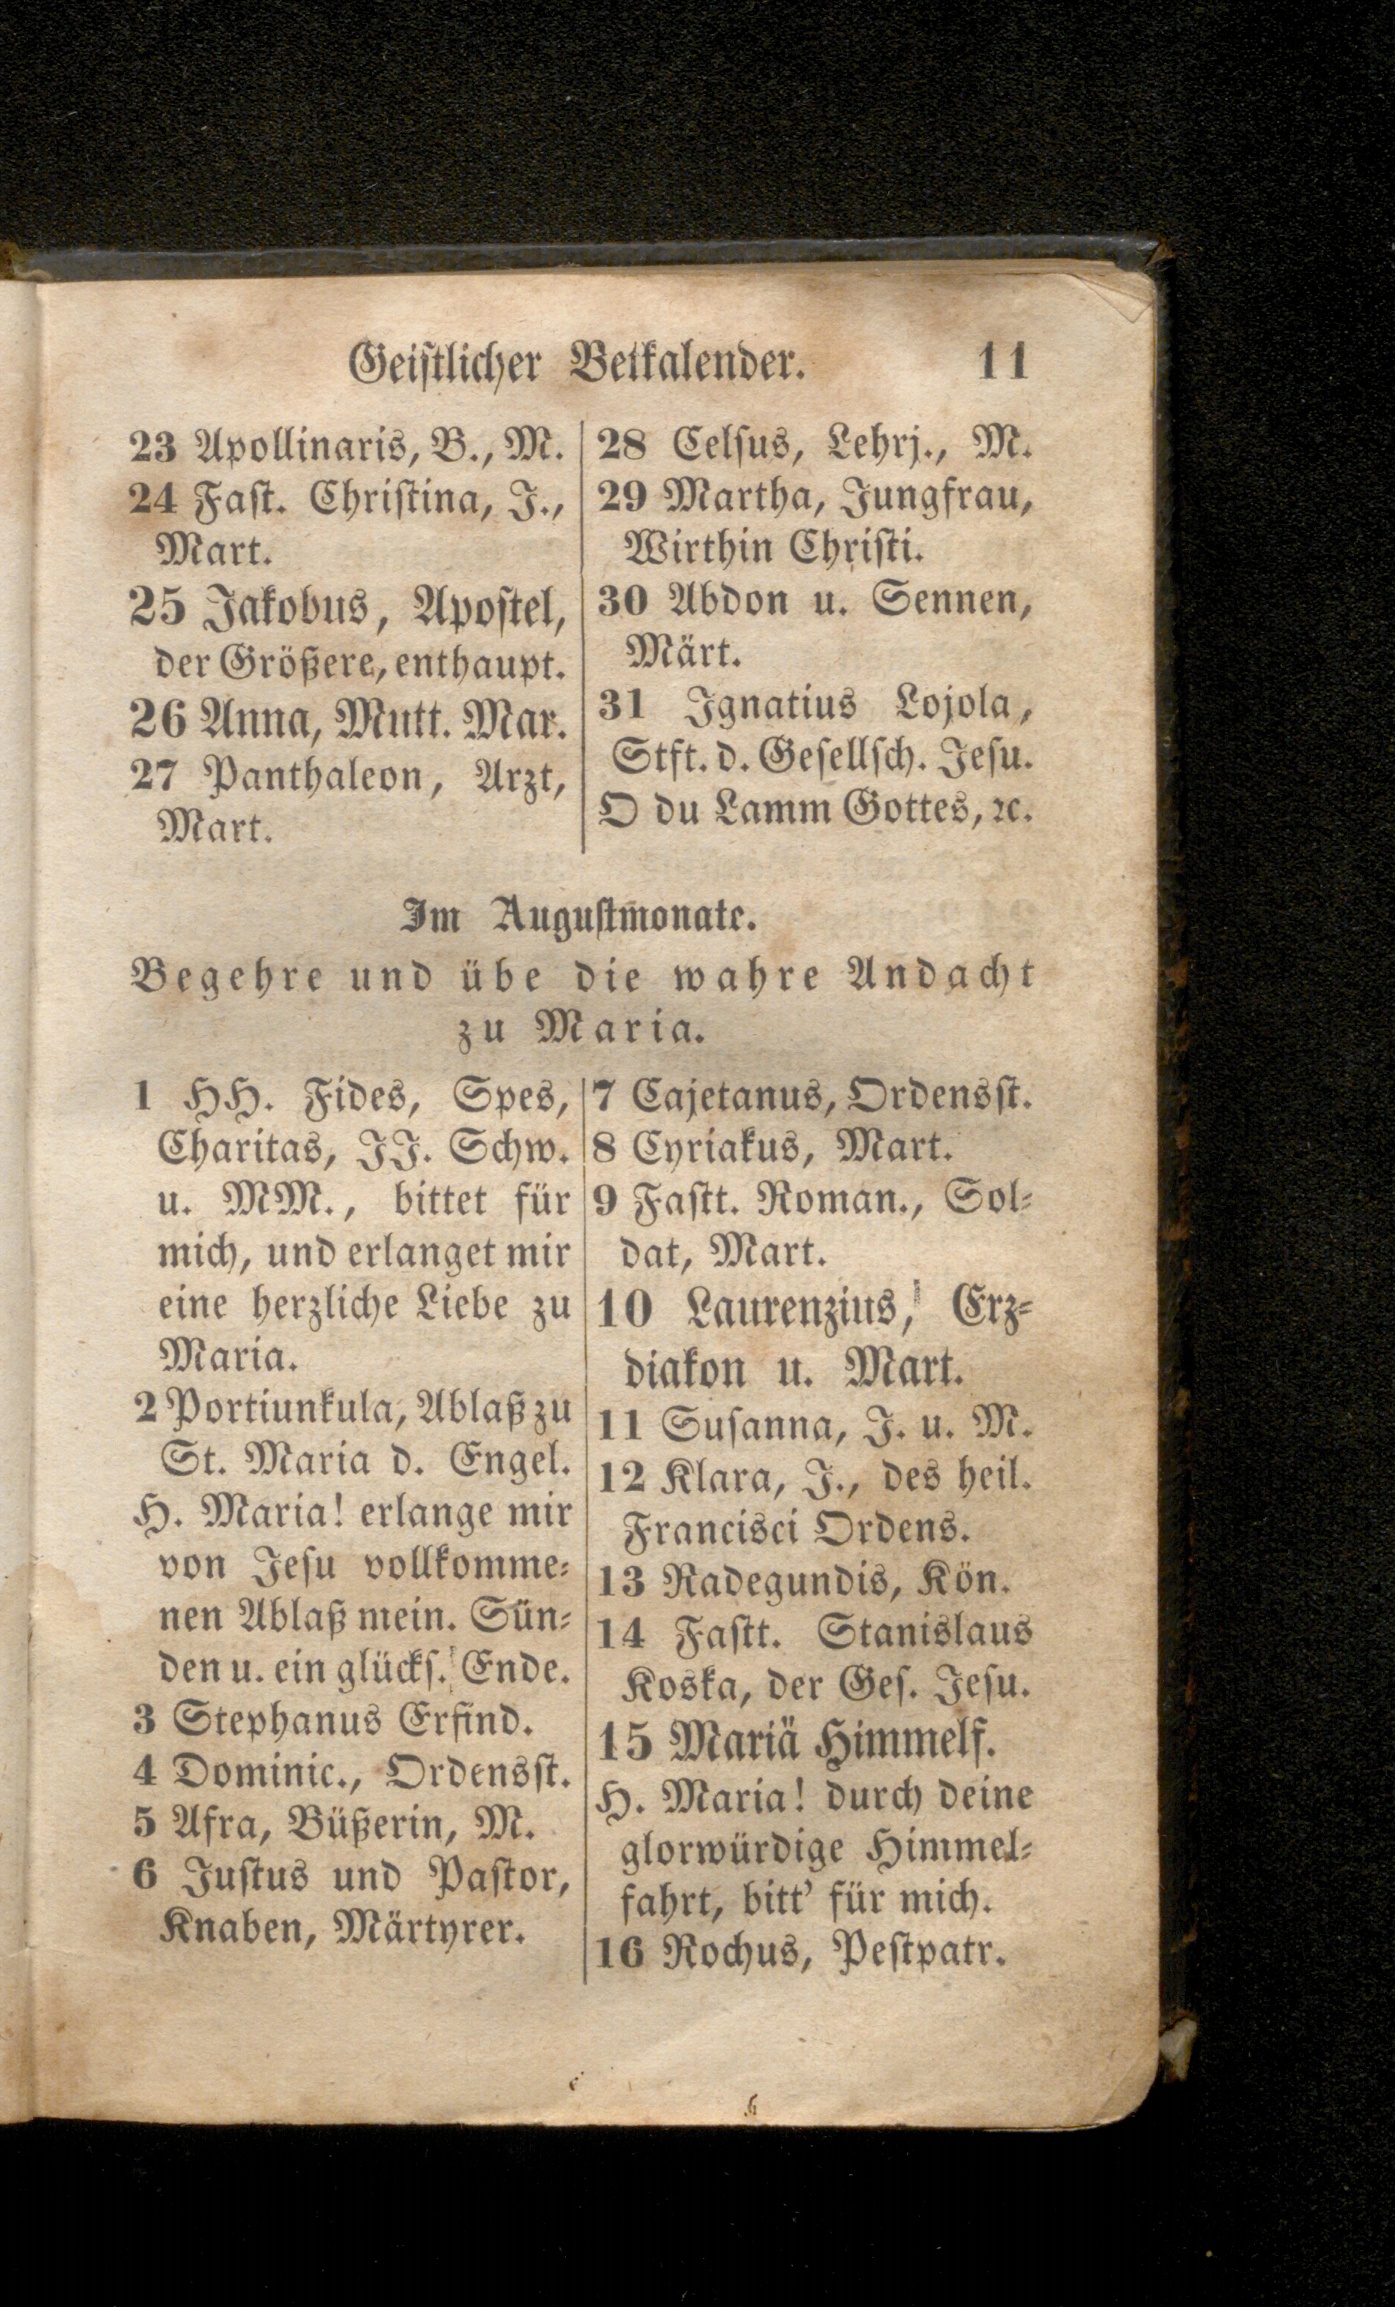 Geistlicher Betkalender. 11
23 Apollinaris, B., M.
24 Fast. Christina, J.,
Mart.
25 Jakobus, Apostel,
der Größere, enthaupt.
26 Anna, Mutt. Mar.
27 Panthaleon, Arzt,
Mart.
28 Celsus, Lehrj., M.
29 Martha, Jungfrau,
Wirthin Christi.
30 Abdon u. Sennen,
Märt.
31 Ignatius Lojola,
Stft. d. Gesellsch. Jesu.
O du Lamm Gottes, ꝛc.
Im Augustmonate.
Begehre und übe die wahre Andacht
zu Maria.
1 HH. Fides, Spes,
Charitas, JJ. Schw.
u. MM., bittet für
mich, und erlanget mir
eine herzliche Liebe zu
Maria.
2 Portiunkula, Ablaß zu
St. Maria d. Engel.
H. Maria! erlange mir
von Jesu vollkomme-
nen Ablaß mein. Sün-
den u. ein glücks. Ende.
3 Stephanus Erfind.
4 Dominic., Ordensst.
5 Afra, Büßerin, M.
6 Justus und Pastor,
Knaben, Märtyrer.
7 Cajetanus, Ordensst.
8 Cyriakus, Mart.
9 Fastt. Roman., Sol-
dat, Mart.
10 Laurenzius, Erz-
diakon u. Mart.
11 Susanna, J. u. M.
12 Klara, J., des heil.
Francisci Ordens.
13 Radegundis, Kön.
14 Fastt. Stanislaus
Koska, der Ges. Jesu.
15 Mariä Himmelf.
H. Maria! durch deine
glorwürdige Himmel-
fahrt, bitt' für mich.
16 Rochus, Pestpatr.